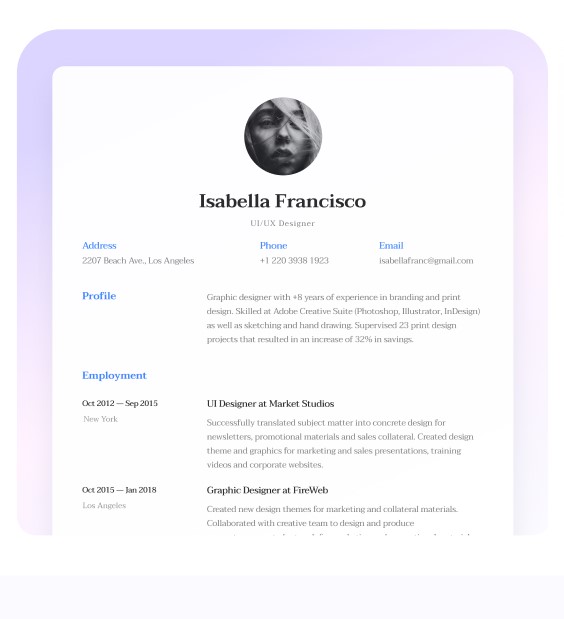 Isabella Francisco
UI/UX Designer
Address Phone Email
2207 Beach Ave., Los Angeles +1 220 3938 1923 isabellafranc@gmail.com
Profile Graphic designer with +8 years of experience in branding and print
design. Skilled at Adobe Creative Suite (Photoshop, Illustrator, InDesign)
as well as sketching and hand drawing. Supervised 23 print design
projects that resulted in an increase of 32% in savings.
Employment
Oct 2012 — Sep 2015 UI Designer at Market Studios
New York Successfully translated subject matter into concrete design for
newsletters, promotional materials and sales collateral. Created design
theme and graphics for marketing and sales presentations, training
videos and corporate websites.
Oct 2015 — Jan 2018 Graphic Designer at FireWeb
Los Angeles Created new design themes for marketing and collateral materials.
Collaborated with creative team to design and produce